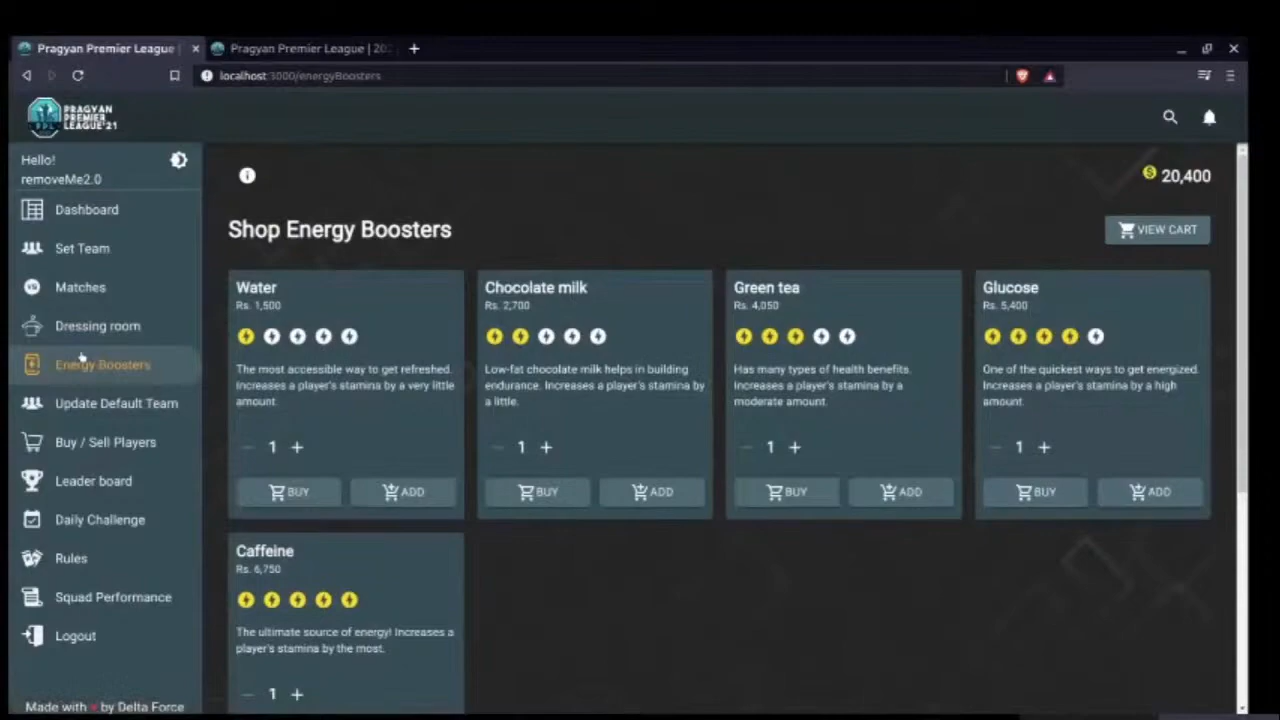 Pragyan Premier League |
Pragyan Premier League | 20
localhost:3000/energyBoosters
PRAGYAN
PREMIER
LEAGUE'21
PPL
Hello!
removeMe2.0
Dashboard
Set Team
Matches
Dressing room
Energy Boosters
Update Default Team
Buy / Sell Players
Leader board
Daily Challenge
Rules
Squad Performance
Logout
Made with ♥ by Delta Force
20,400
Shop Energy Boosters
VIEW CART
Water
Rs. 1,500
The most accessible way to get refreshed.
Increases a player's stamina by a very little
amount.
− 1 +
BUY
ADD
Chocolate milk
Rs. 2,700
Low-fat chocolate milk helps in building
endurance. Increases a player's stamina by
a little.
− 1 +
BUY
ADD
Green tea
Rs. 4,050
Has many types of health benefits.
Increases a player's stamina by a
moderate amount.
− 1 +
BUY
ADD
Glucose
Rs. 5,400
One of the quickest ways to get energized.
Increases a player's stamina by a high
amount.
− 1 +
BUY
ADD
Caffeine
Rs. 6,750
The ultimate source of energy! Increases a
player's stamina by the most.
− 1 +